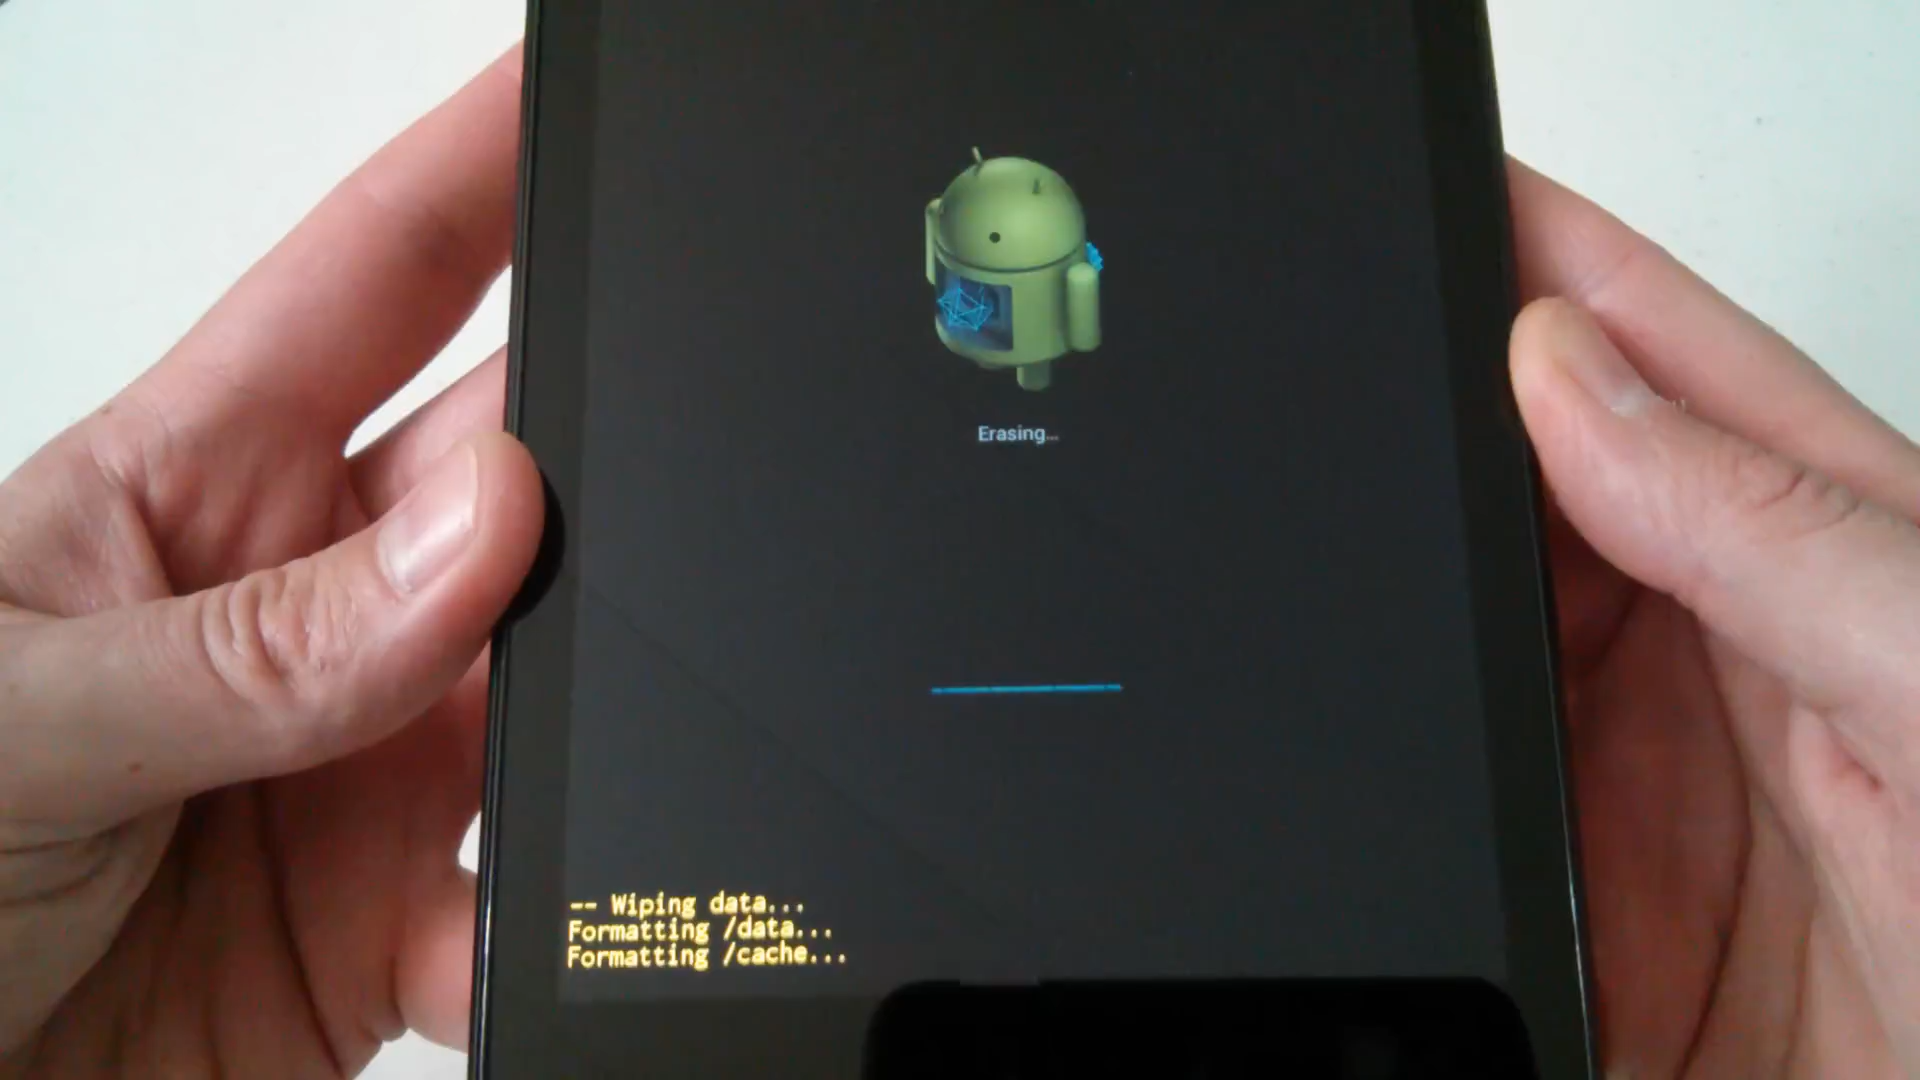 Erasing...
-- Wiping data...
Formatting /data...
Formatting /cache...